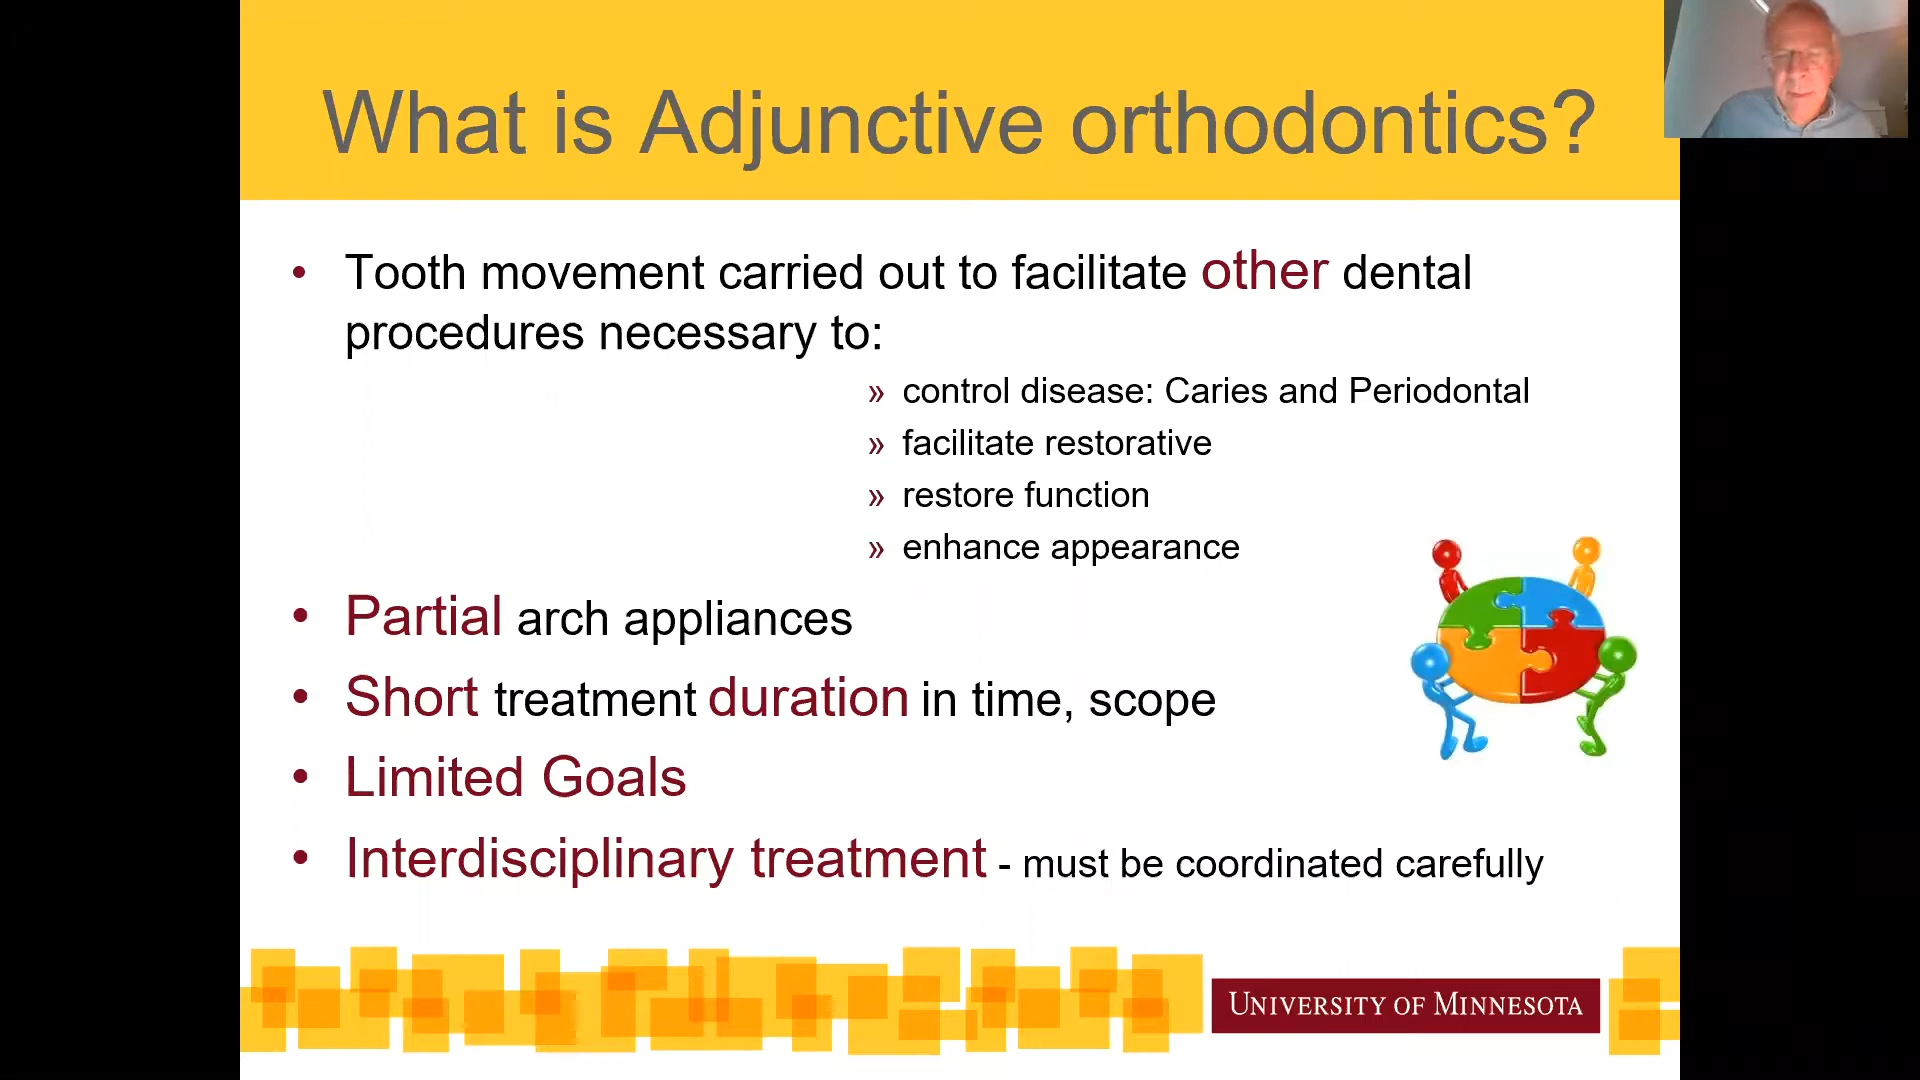 What is Adjunctive orthodontics?
• Tooth movement carried out to facilitate other dental
procedures necessary to:
» control disease: Caries and Periodontal
» facilitate restorative
» restore function
» enhance appearance
• Partial arch appliances
• Short treatment duration in time, scope
• Limited Goals
• Interdisciplinary treatment - must be coordinated carefully
UNIVERSITY OF MINNESOTA